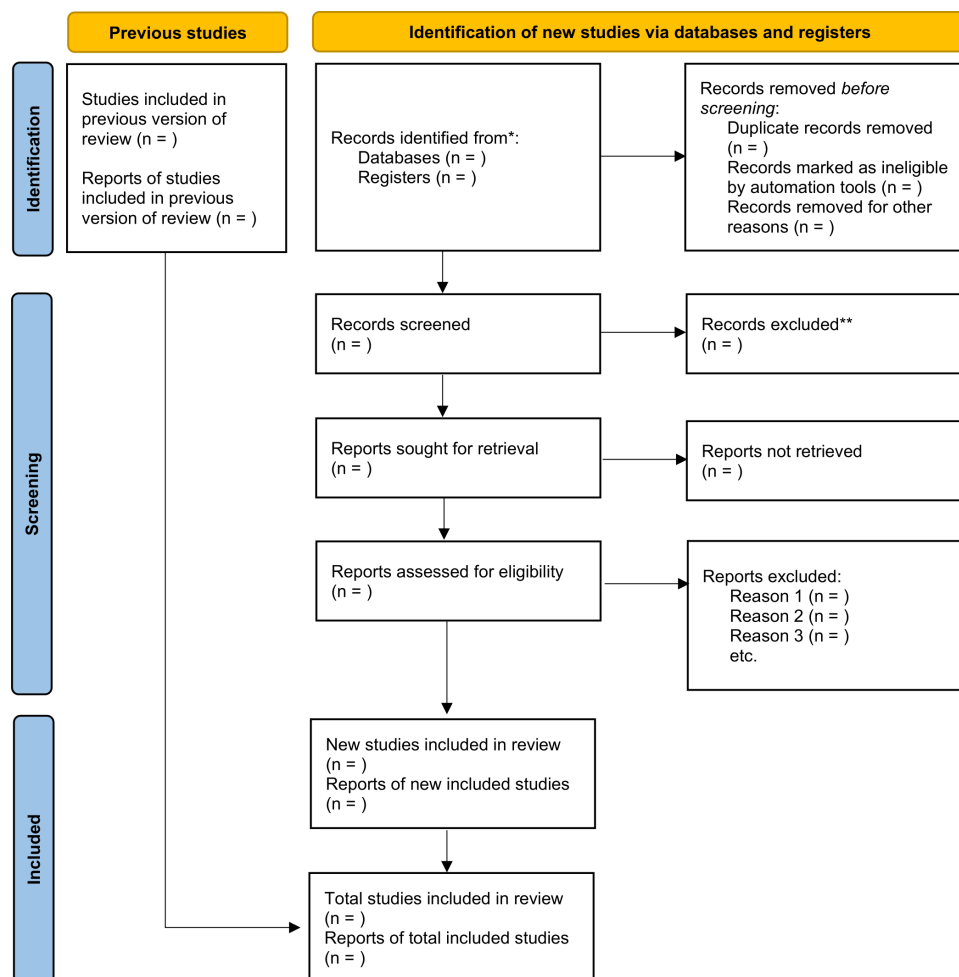 Previous studies
Identification of new studies via databases and registers
Identification
Studies included in
previous version of
review (n = )
Reports of studies
included in previous
version of review (n = )
Records identified from*:
Databases (n = )
Registers (n = )
Records removed before
screening:
Duplicate records removed
(n = )
Records marked as ineligible
by automation tools (n = )
Records removed for other
reasons (n = )
Screening
Records screened
(n = )
Records excluded**
(n = )
Reports sought for retrieval
(n = )
Reports not retrieved
(n = )
Reports assessed for eligibility
(n = )
Reports excluded:
Reason 1 (n = )
Reason 2 (n = )
Reason 3 (n = )
etc.
Included
New studies included in review
(n = )
Reports of new included studies
(n = )
Total studies included in review
(n = )
Reports of total included studies
(n = )